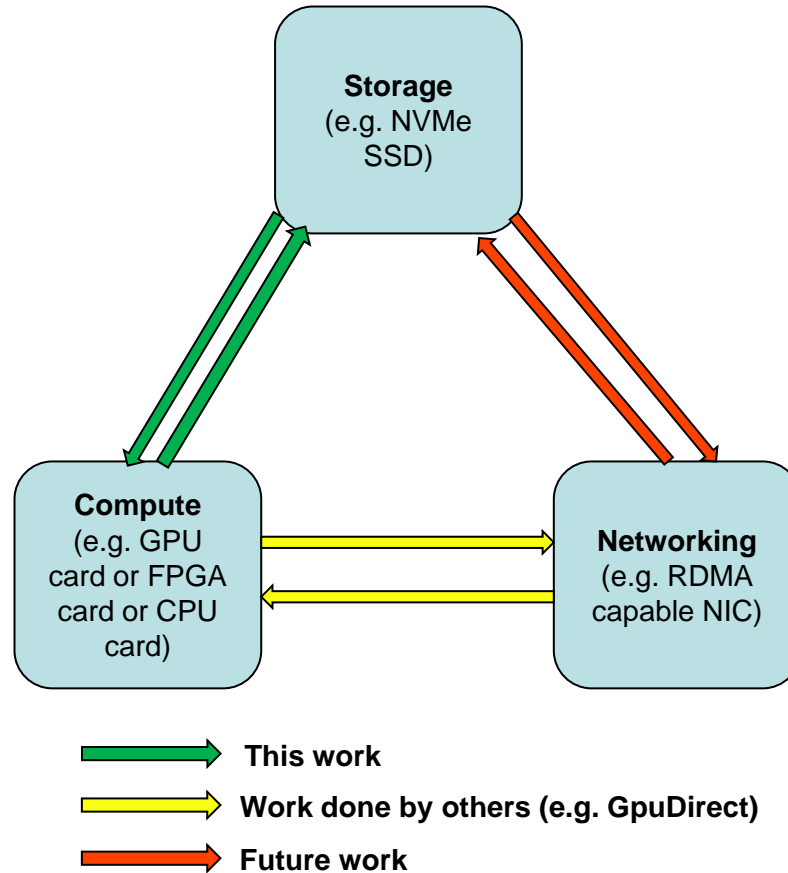 Storage
(e.g. NVMe
SSD)
Compute
(e.g. GPU
card or FPGA
card or CPU
card)
Networking
(e.g. RDMA
capable NIC)
This work
Work done by others (e.g. GpuDirect)
Future work